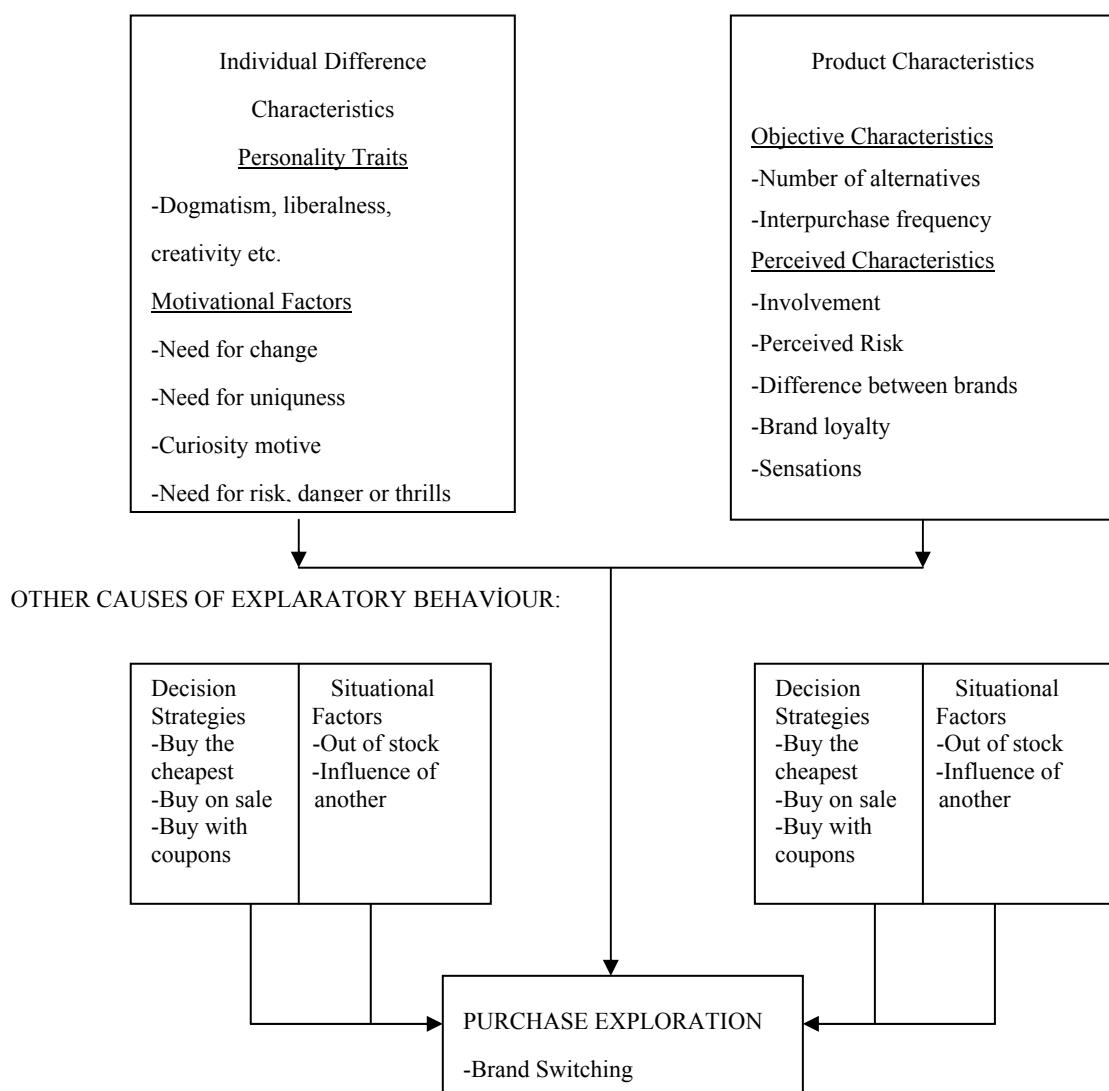 Individual Difference
Characteristics
Personality Traits
-Dogmatism, liberalness,
creativity etc.
Motivational Factors
-Need for change
-Need for uniquness
-Curiosity motive
-Need for risk, danger or thrills
Product Characteristics
Objective Characteristics
-Number of alternatives
-Interpurchase frequency
Perceived Characteristics
-Involvement
-Perceived Risk
-Difference between brands
-Brand loyalty
-Sensations
OTHER CAUSES OF EXPLARATORY BEHAVİOUR:
Decision
Strategies
-Buy the
cheapest
-Buy on sale
-Buy with
coupons
Situational
Factors
-Out of stock
-Influence of
another
Decision
Strategies
-Buy the
cheapest
-Buy on sale
-Buy with
coupons
Situational
Factors
-Out of stock
-Influence of
another
PURCHASE EXPLORATION
-Brand Switching